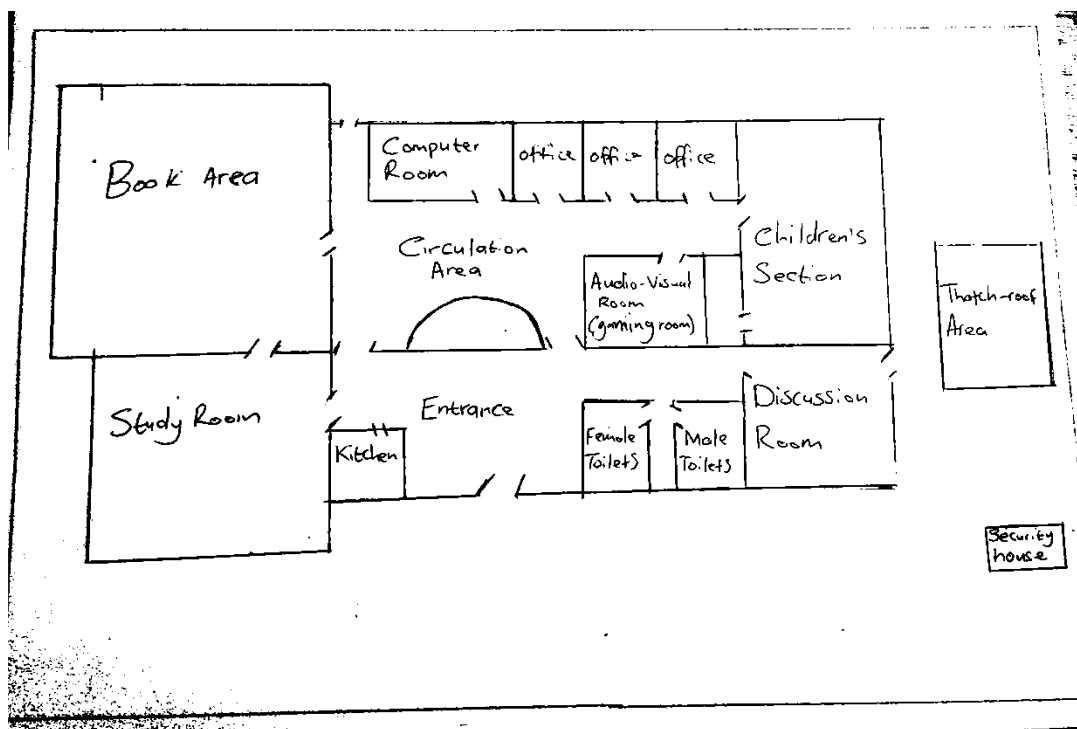 Book Area
Computer
Room
office
office
office
Circulation
Area
Children's
Section
Audio-Visual
Room
(gaming room)
Thatch-roof
Area
Study Room
Entrance
Kitchen
Female
Toilets
Male
Toilets
Discussion
Room
Security
house